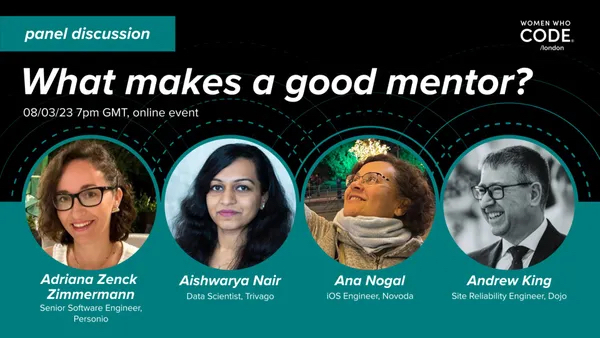 panel discussion
WOMEN WHO
CODE
/london
What makes a good mentor?
08/03/23 7pm GMT, online event
Adriana Zenck
Zimmermann
Senior Software Engineer,
Personio
Aishwarya Nair
Data Scientist, Trivago
Ana Nogal
iOS Engineer, Novoda
Andrew King
Site Reliability Engineer, Dojo